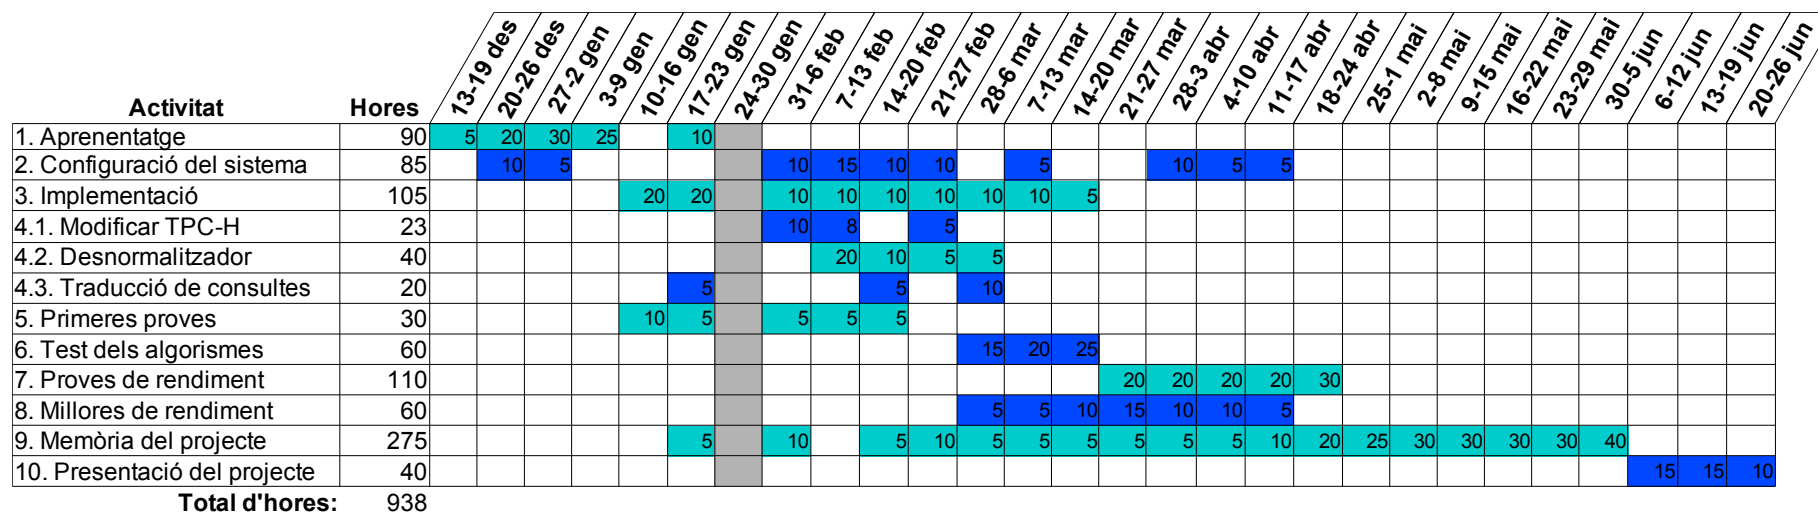 13-19 des 20-26 des 27-2 gen 3-9 gen 10-16 gen 17-23 gen 24-30 gen 31-6 feb 7-13 feb 14-20 feb 21-27 feb 28-6 mar 7-13 mar 14-20 mar 21-27 mar 28-3 abr 4-10 abr 11-17 abr 18-24 abr 25-1 mai 2-8 mai 9-15 mai 16-22 mai 23-29 mai 30-5 jun 6-12 jun 13-19 jun 20-26 jun
Activitat Hores
1. Aprenentatge 90 5 20 30 25 10
2. Configuració del sistema 85 10 5 10 15 10 10 5 10 5 5
3. Implementació 105 20 20 10 10 10 10 10 10 5
4.1. Modificar TPC-H 23 10 8 5
4.2. Desnormalitzador 40 20 10 5 5
4.3. Traducció de consultes 20 5 5 10
5. Primeres proves 30 10 5 5 5 5
6. Test dels algorismes 60 15 20 25
7. Proves de rendiment 110 20 20 20 20 30
8. Millores de rendiment 60 5 5 10 15 10 10 5
9. Memòria del projecte 275 5 10 5 10 5 5 5 5 5 5 10 20 25 30 30 30 30 40
10. Presentació del projecte 40 15 15 10
Total d'hores: 938